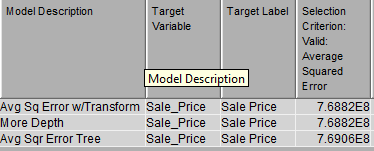 Model Description Target Variable Target Label Selection Criterion: Valid: Average Squared Error
Model Description
Avg Sq Error w/Transform Sale_Price Sale Price 7.6882E8
More Depth Sale_Price Sale Price 7.6882E8
Avg Sqr Error Tree Sale_Price Sale Price 7.6906E8